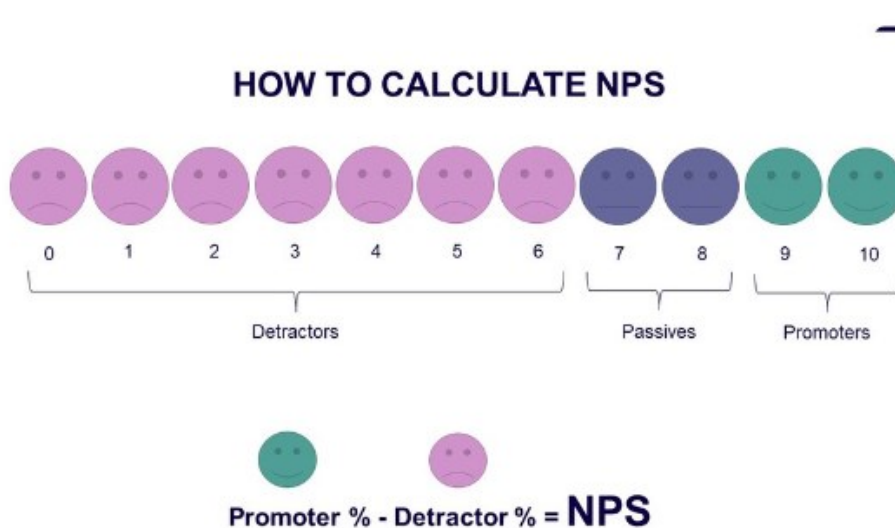 HOW TO CALCULATE NPS
0 1 2 3 4 5 6 7 8 9 10
Detractors Passives Promoters
Promoter % - Detractor % = NPS